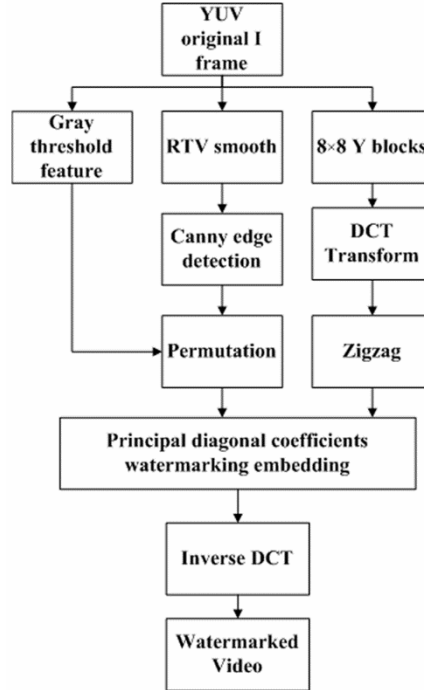 YUV
original I
frame
Gray
threshold
feature
RTV smooth
8×8 Y blocks
Canny edge
detection
DCT
Transform
Permutation
Zigzag
Principal diagonal coefficients
watermarking embedding
Inverse DCT
Watermarked
Video